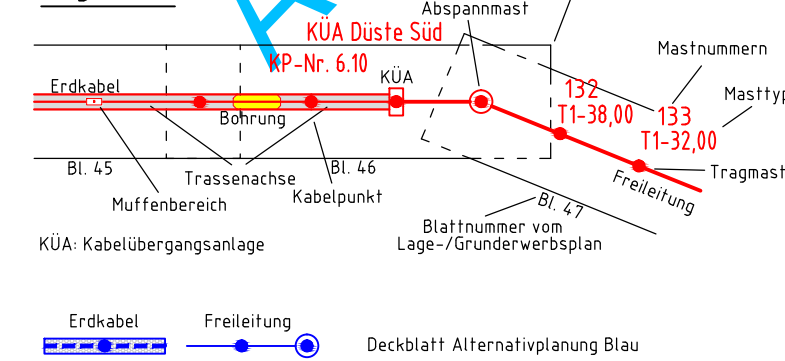 Abspannmast
KÜA Düste Süd
Mastnummern
KP-Nr. 6.10
KÜA
Erdkabel
132
T1-38,00
Masttyp
133
T1-32,00
Bohrung
Bl. 45
Bl. 46
Trassenachse
Tragmast
Muffenbereich
Kabelpunkt
Freileitung
Bl. 47
Blattnummer vom
Lage-/Grunderwerbsplan
KÜA: Kabelübergangsanlage
Erdkabel
Freileitung
Deckblatt Alternativplanung Blau